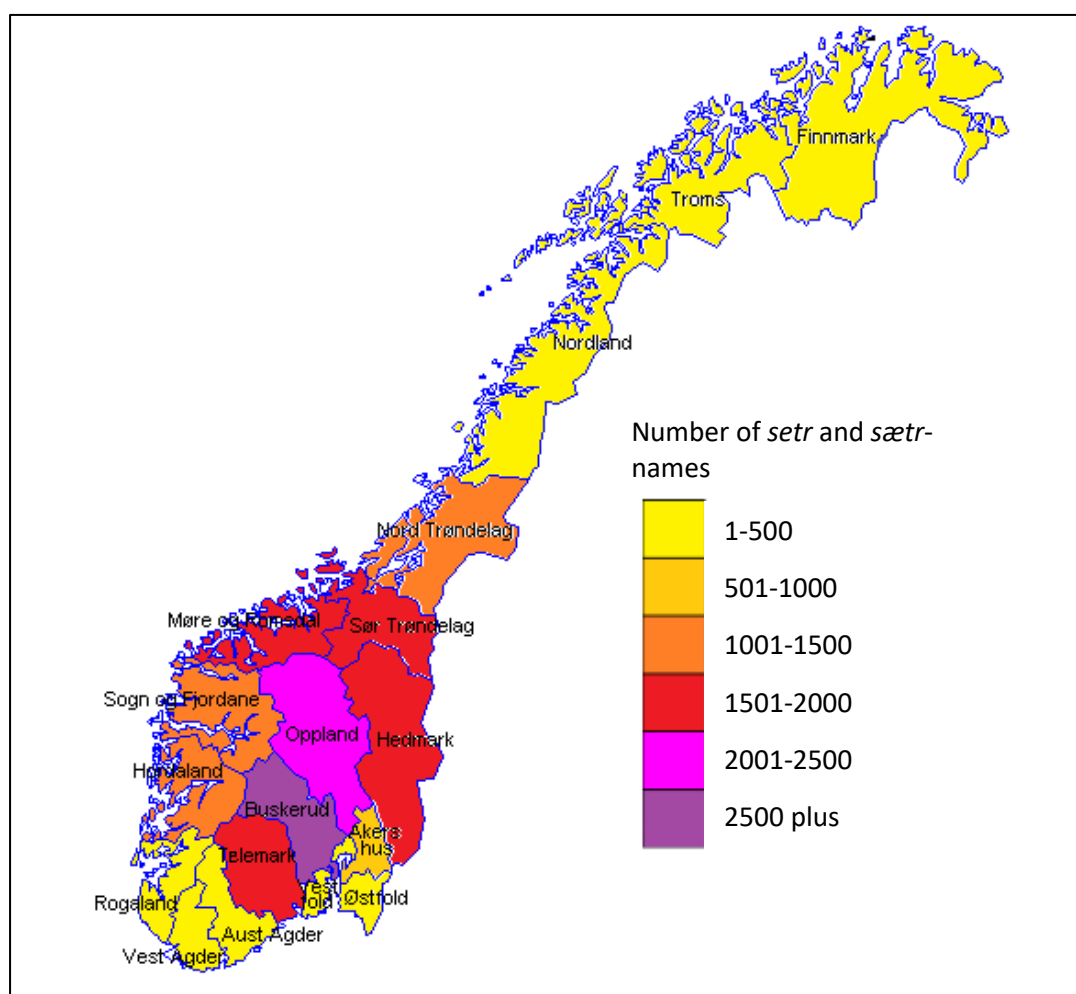 Finnmark
Troms
Nordland
Number of setr and sætr-
names
1-500
501-1000
1001-1500
1501-2000
2001-2500
2500 plus
Nord Trøndelag
Møre og Romsdal
Sør Trøndelag
Sogn og Fjordane
Oppland
Hedmark
Hordaland
Buskerud
Akers
hus
Telemark
Vest
fold
Østfold
Rogaland
Aust Agder
Vest Agder